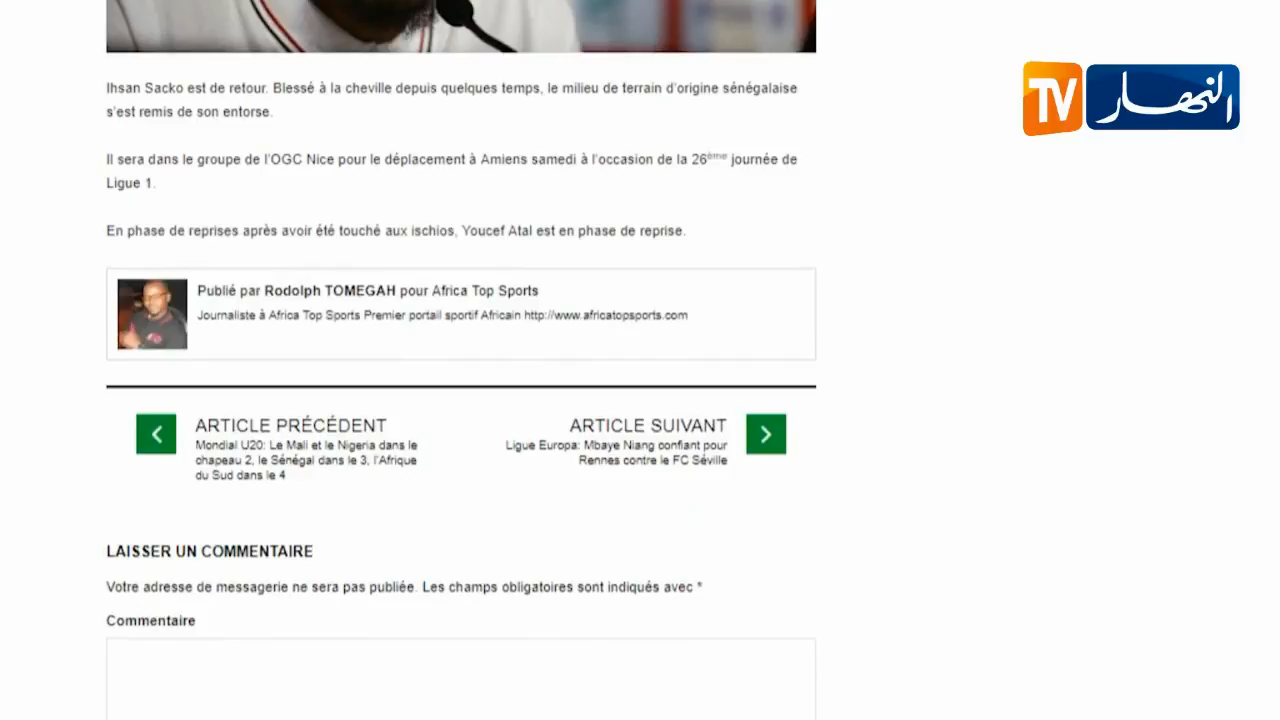 TV النهار
Ihsan Sacko est de retour. Blessé à la cheville depuis quelques temps, le milieu de terrain d'origine sénégalaise
s'est remis de son entorse.
Il sera dans le groupe de l'OGC Nice pour le déplacement à Amiens samedi à l'occasion de la 26ème journée de
Ligue 1.
En phase de reprises après avoir été touché aux ischios, Youcef Atal est en phase de reprise.
Publié par Rodolph TOMEGAH pour Africa Top Sports
Journaliste à Africa Top Sports Premier portail sportif Africain http://www.africatopsports.com
ARTICLE PRÉCÉDENT
Mondial U20: Le Mali et le Nigeria dans le
chapeau 2, le Sénégal dans le 3, l'Afrique
du Sud dans le 4
ARTICLE SUIVANT
Ligue Europa: Mbaye Niang confiant pour
Rennes contre le FC Séville
LAISSER UN COMMENTAIRE
Votre adresse de messagerie ne sera pas publiée. Les champs obligatoires sont indiqués avec *
Commentaire